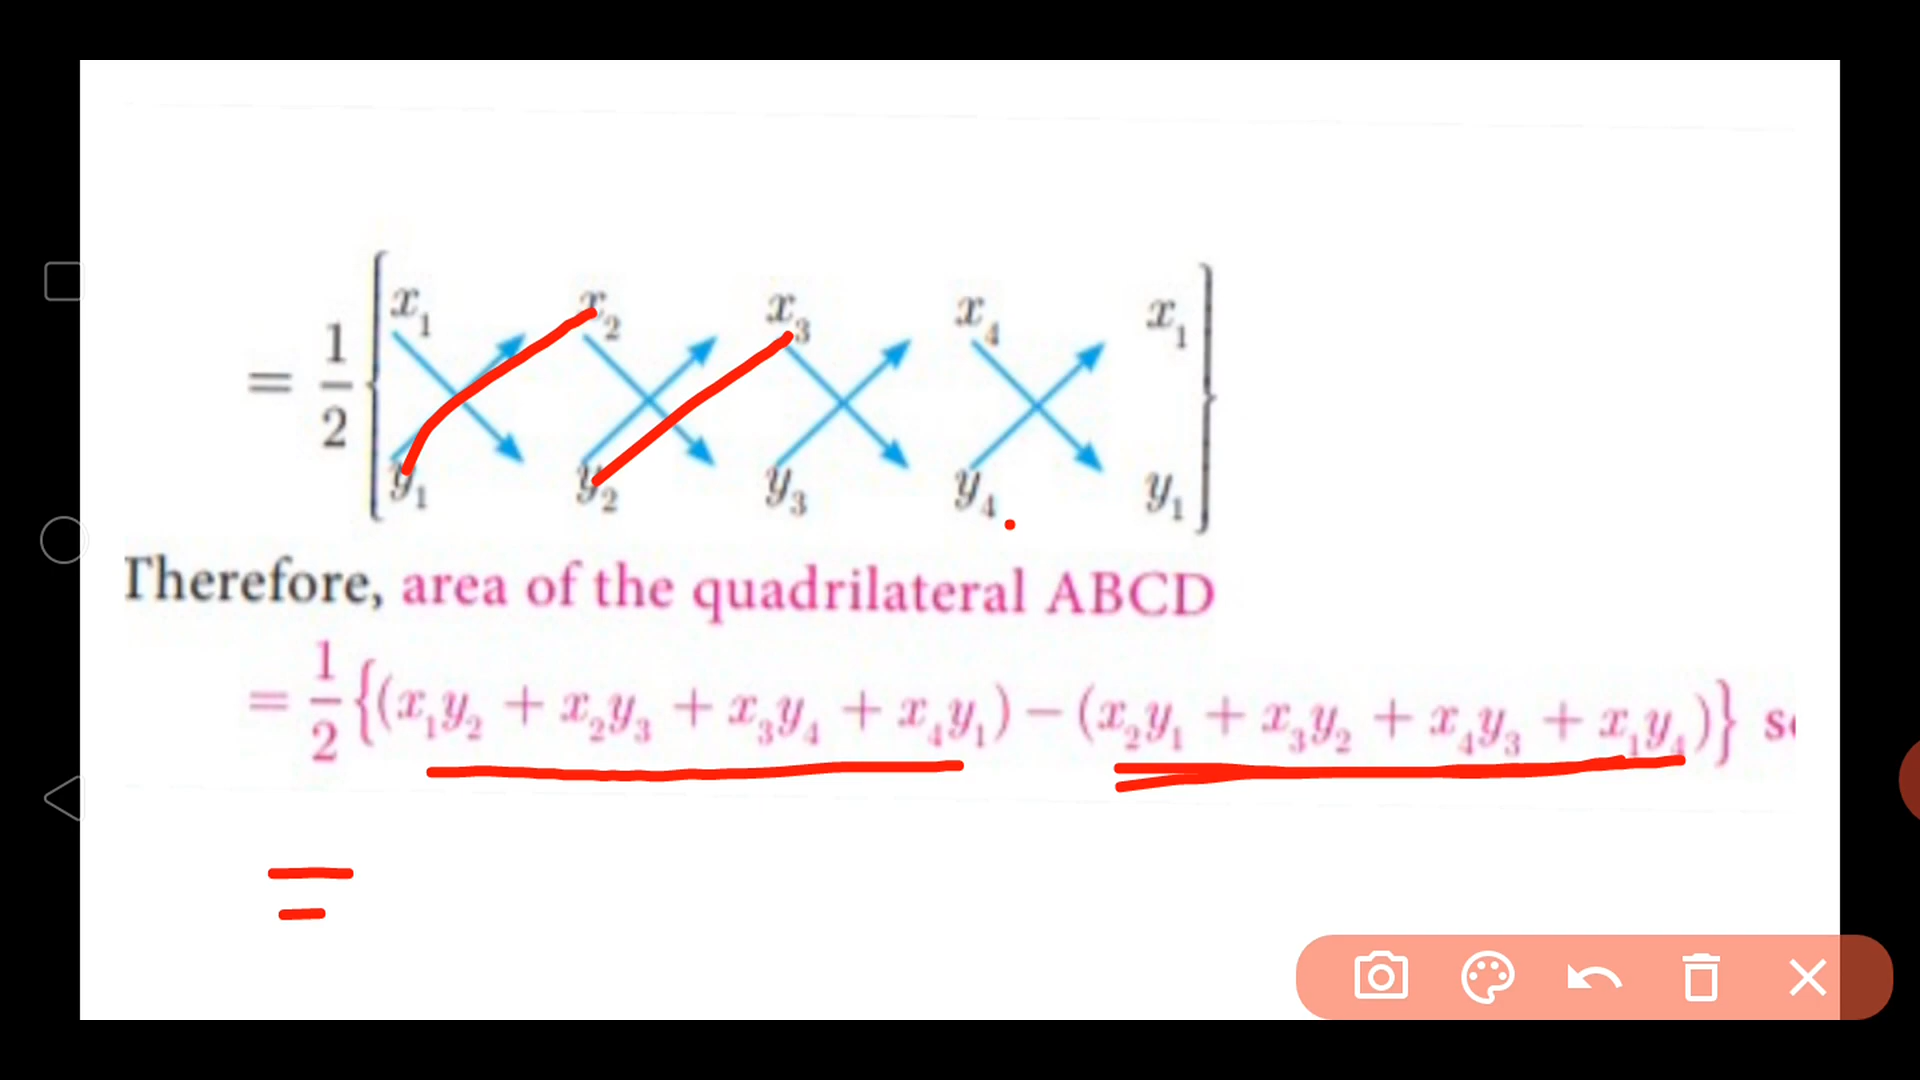 = 1/2 { x₁ x₂ x₃ x₄ x₁
y₁ y₂ y₃ y₄ y₁ }
Therefore, area of the quadrilateral ABCD
= 1/2 {(x₁y₂ + x₂y₃ + x₃y₄ + x₄y₁) − (x₂y₁ + x₃y₂ + x₄y₃ + x₁y₄)}
=